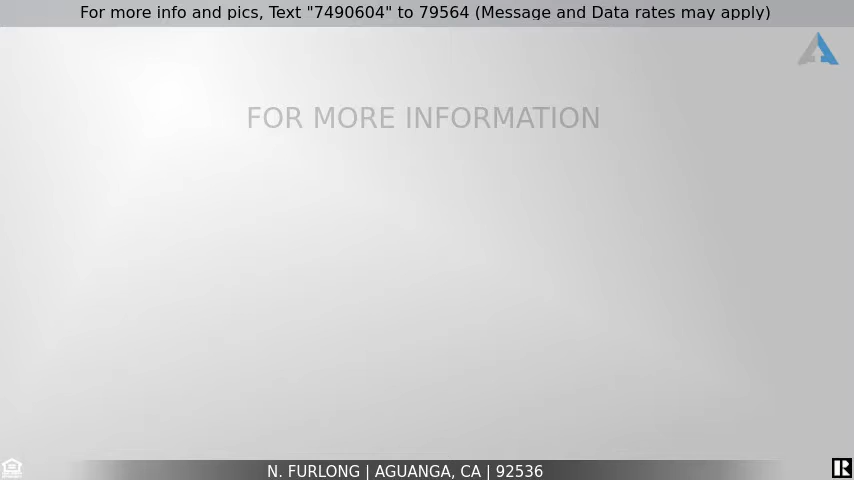 For more info and pics, Text "7490604" to 79564 (Message and Data rates may apply)
FOR MORE INFORMATION
N. FURLONG | AGUANGA, CA | 92536